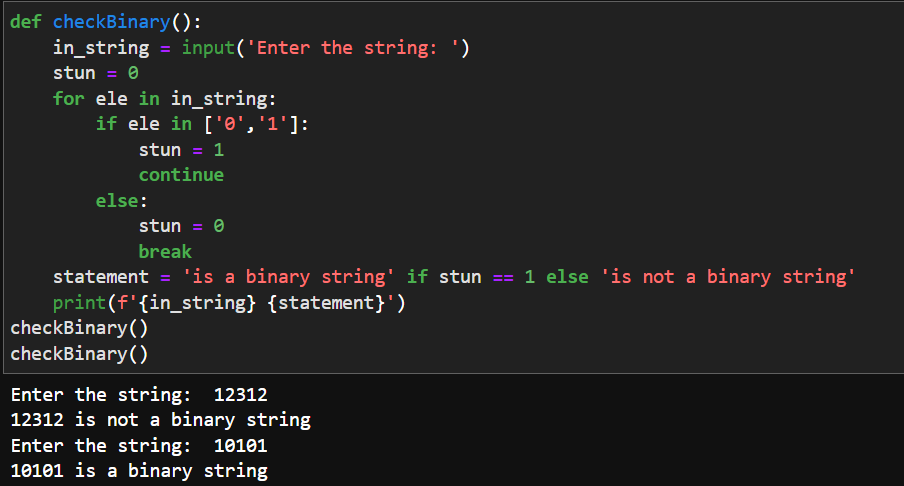 def checkBinary():
    in_string = input('Enter the string: ')
    stun = 0
    for ele in in_string:
        if ele in ['0','1']:
            stun = 1
            continue
        else:
            stun = 0
            break
    statement = 'is a binary string' if stun == 1 else 'is not a binary string'
    print(f'{in_string} {statement}')
checkBinary()
checkBinary()
Enter the string:  12312
12312 is not a binary string
Enter the string:  10101
10101 is a binary string